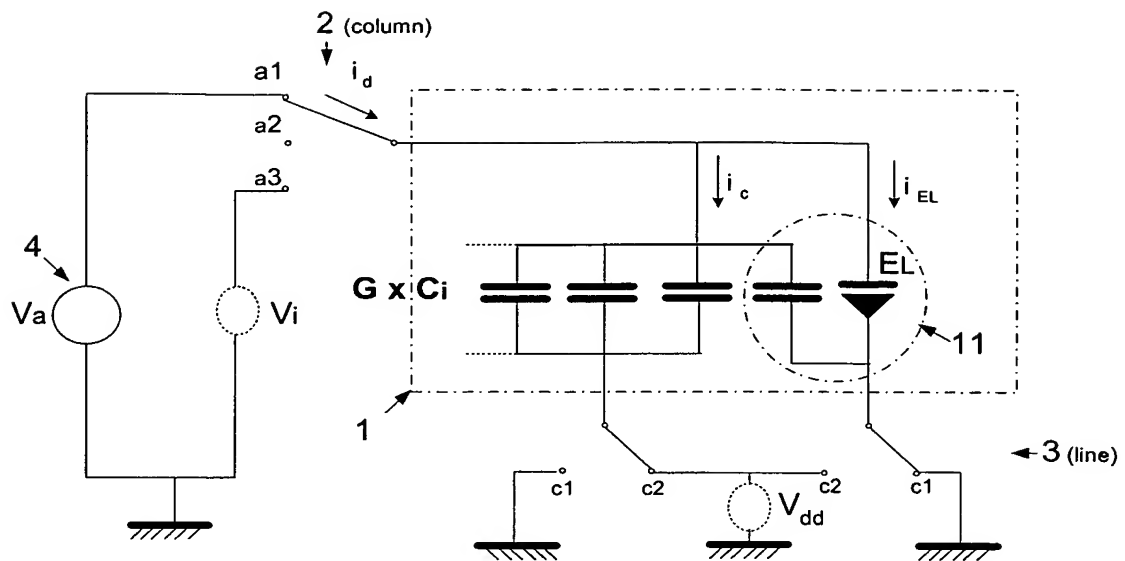 2 (column)
a1
i d
a2
a3
i c
i EL
4
EL
G x Ci
Va
Vi
11
1
3 (line)
c1
c2
c2
c1
V dd